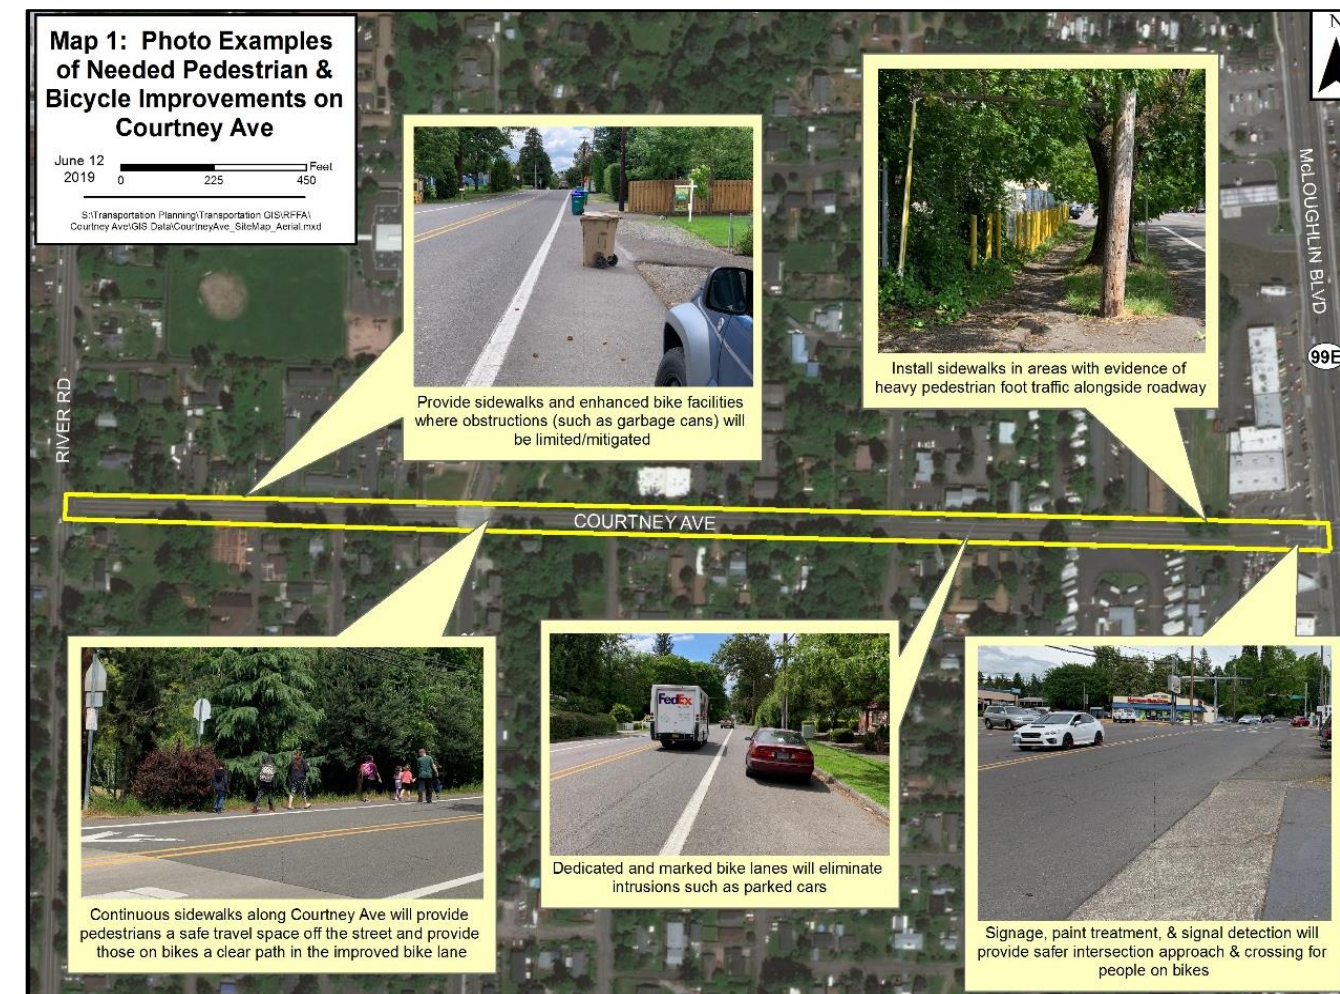 Map 1: Photo Examples
of Needed Pedestrian &
Bicycle Improvements on
Courtney Ave
June 12
2019
Feet
0 225 450
S:\Transportation Planning\Transportation GIS\RFFA\
Courtney Ave\GIS Data\CourtneyAve_SiteMap_Aerial.mxd
N
McLOUGHLIN BLVD
99E
RIVER RD
COURTNEY AVE
Provide sidewalks and enhanced bike facilities
where obstructions (such as garbage cans) will
be limited/mitigated
Install sidewalks in areas with evidence of
heavy pedestrian foot traffic alongside roadway
FedEx
Continuous sidewalks along Courtney Ave will provide
pedestrians a safe travel space off the street and provide
those on bikes a clear path in the improved bike lane
Dedicated and marked bike lanes will eliminate
intrusions such as parked cars
Signage, paint treatment, & signal detection will
provide safer intersection approach & crossing for
people on bikes